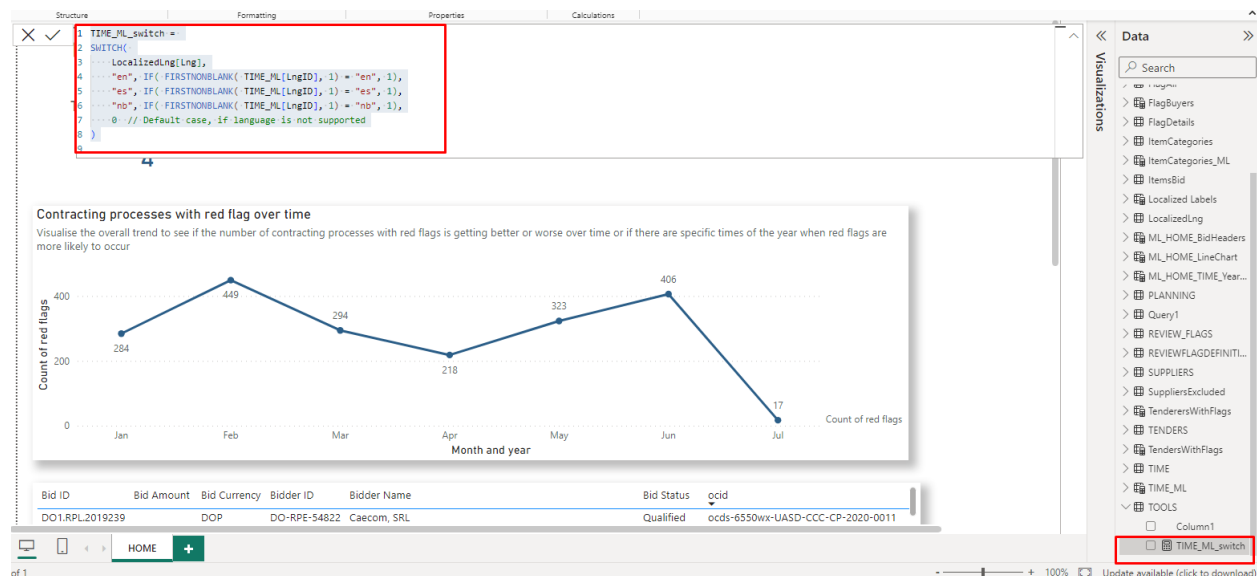 Structure Formatting Properties Calculations
1 TIME_ML_switch =
2 SWITCH(
3 LocalizedLng[Lng],
4 "en", IF( FIRSTNONBLANK( TIME_ML[LngID], 1) = "en", 1),
5 "es", IF( FIRSTNONBLANK( TIME_ML[LngID], 1) = "es", 1),
6 "nb", IF( FIRSTNONBLANK( TIME_ML[LngID], 1) = "nb", 1),
7 0 // Default case, if language is not supported
8 )
9
4
Contracting processes with red flag over time
Visualise the overall trend to see if the number of contracting processes with red flags is getting better or worse over time or if there are specific times of the year when red flags are
more likely to occur
Count of red flags
400
200
0
284
449
294
218
323
406
17
Count of red flags
Jan Feb Mar Apr May Jun Jul
Month and year
Bid ID Bid Amount Bid Currency Bidder ID Bidder Name Bid Status ocid
DO1.RPL.2019239 DOP DO-RPE-54822 Caecom, SRL Qualified ocds-6550wx-UASD-CCC-CP-2020-0011
HOME
of 1
100%
Update available (click to download)
Visualizations
Data
Search
FlagBuyers
FlagDetails
ItemCategories
ItemCategories_ML
ItemsBid
Localized Labels
LocalizedLng
ML_HOME_BidHeaders
ML_HOME_LineChart
ML_HOME_TIME_Year...
PLANNING
Query1
REVIEW_FLAGS
REVIEWFLAGDEFINITI...
SUPPLIERS
SuppliersExcluded
TenderersWithFlags
TENDERS
TendersWithFlags
TIME
TIME_ML
TOOLS
Column1
TIME_ML_switch